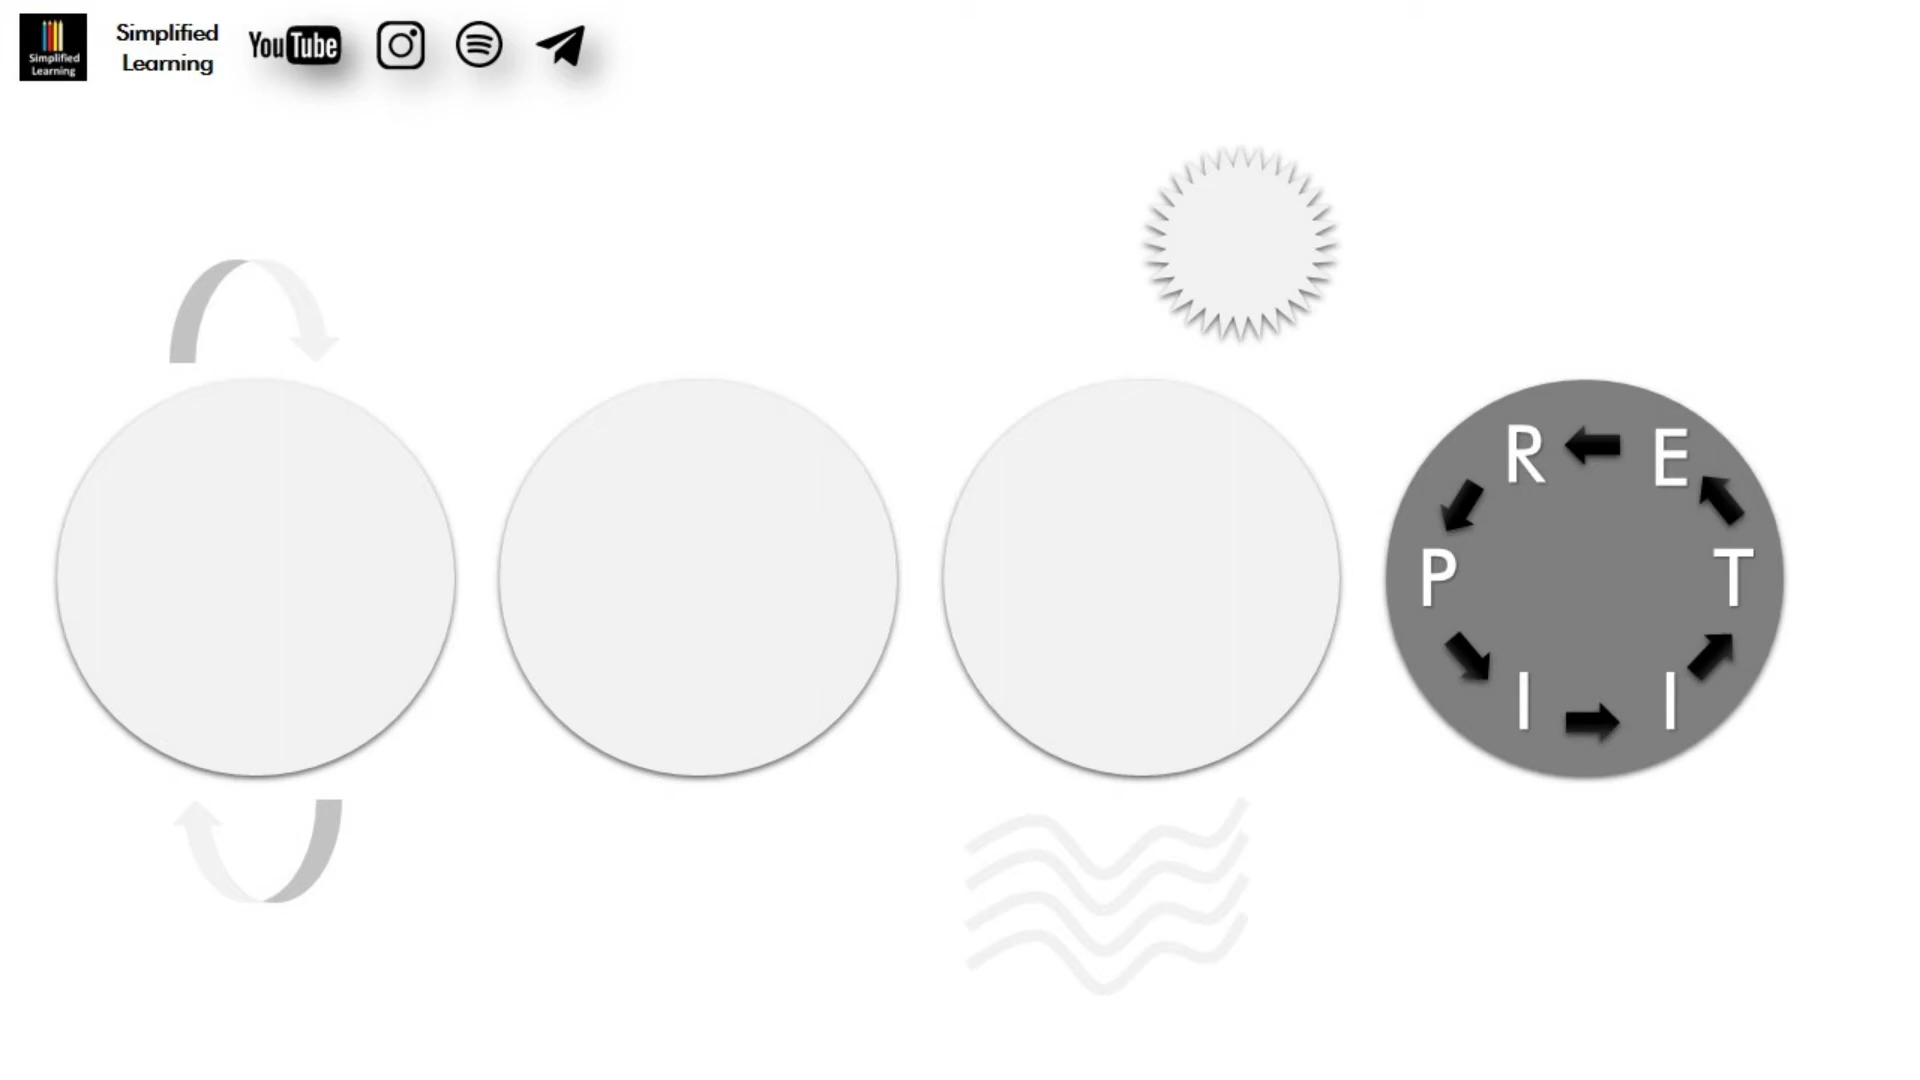 Simplified
Learning
Simplified
Learning
YouTube
R E
P T
I I